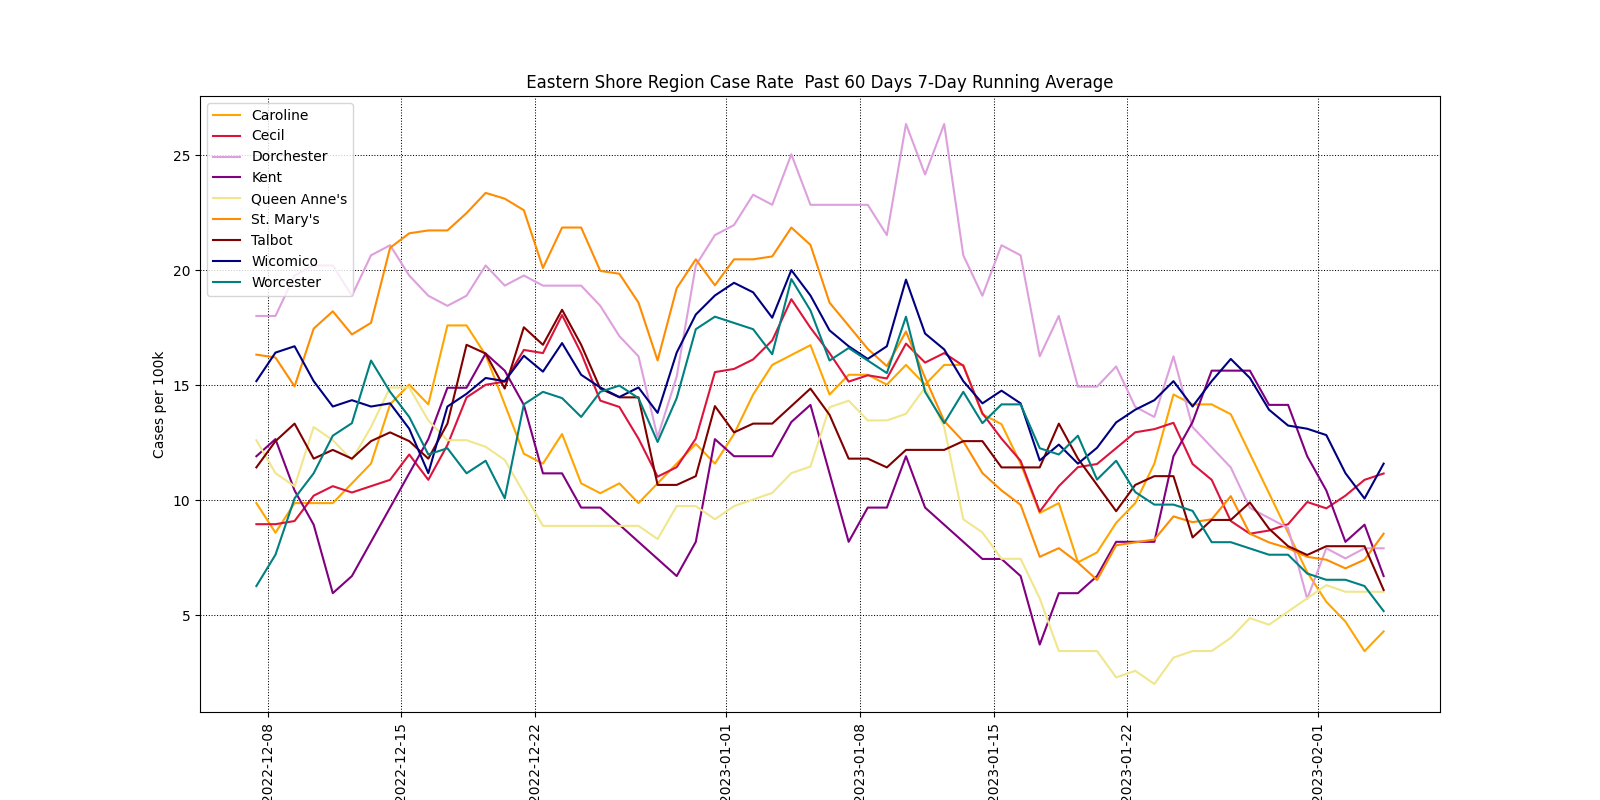 Eastern Shore Region Case Rate  Past 60 Days 7-Day Running Average
Caroline
Cecil
Dorchester
Kent
Queen Anne's
St. Mary's
Talbot
Wicomico
Worcester
Cases per 100k
25
20
15
10
5
2022-12-08
2022-12-15
2022-12-22
2023-01-01
2023-01-08
2023-01-15
2023-01-22
2023-02-01